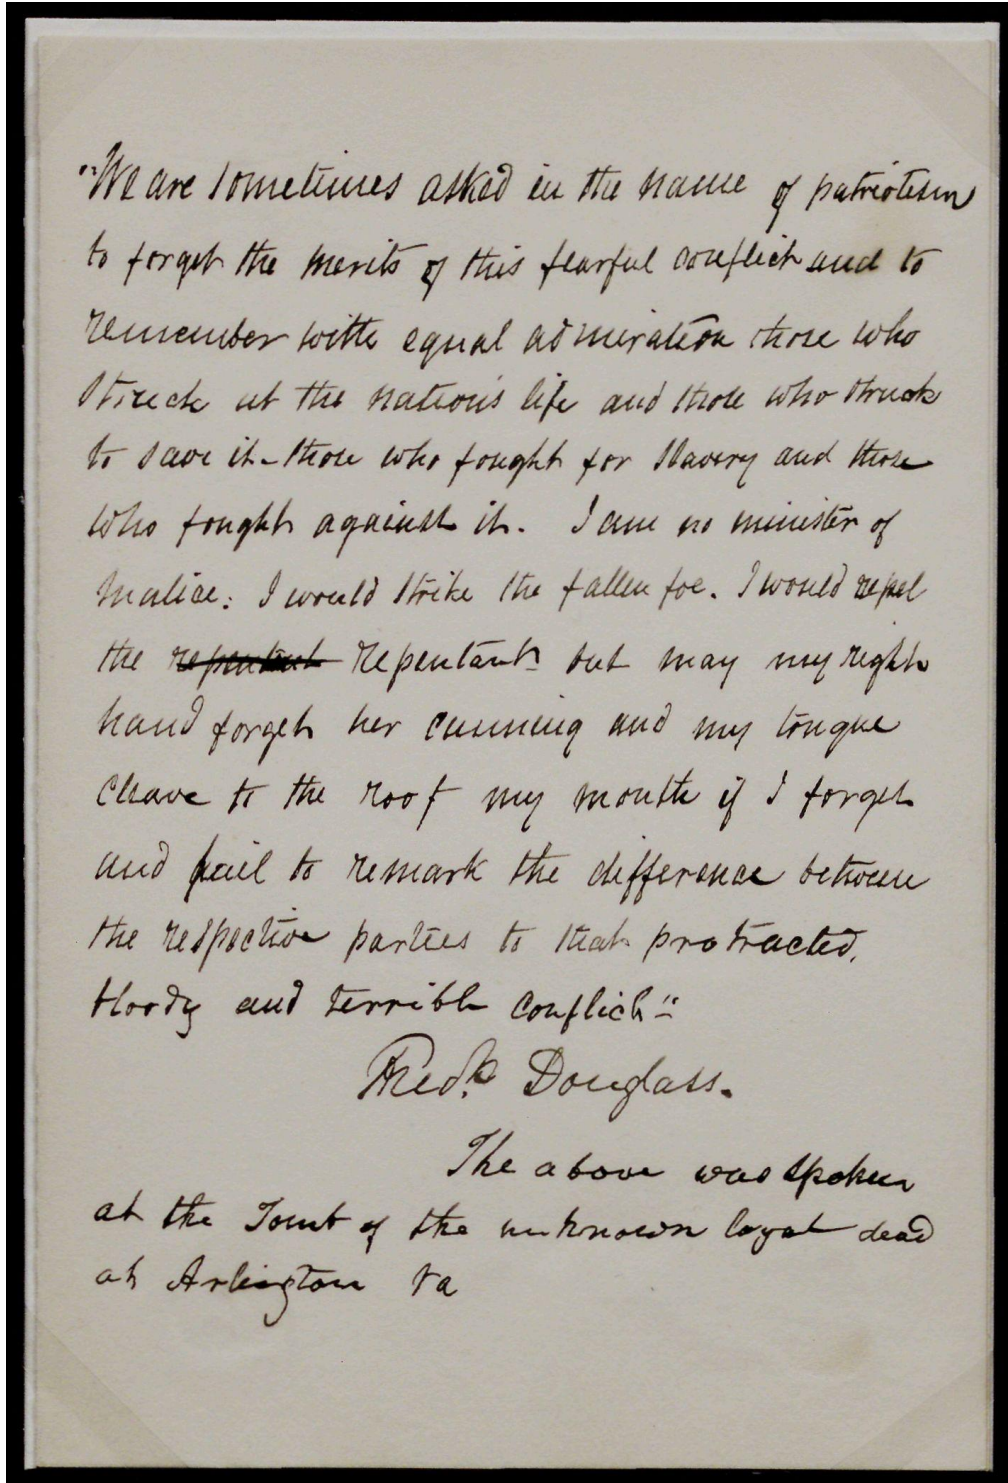 "We are sometimes asked in the name of patriotism
to forget the merits of this fearful conflict and to
remember with equal admiration those who
struck at the nation's life and those who struck
to save it – those who fought for slavery and those
who fought against it. I am no minister of
malice: I would strike the fallen foe. I would repel
the repentant repentant – but may my right
hand forget her cunning and my tongue
cleave to the roof my mouth if I forget
and fail to remark the difference between
the respective parties to that protracted,
bloody and terrible conflict"
Fredk Douglass.
The above was spoken
at the Tomb of the unknown loyal dead
at Arlington Va